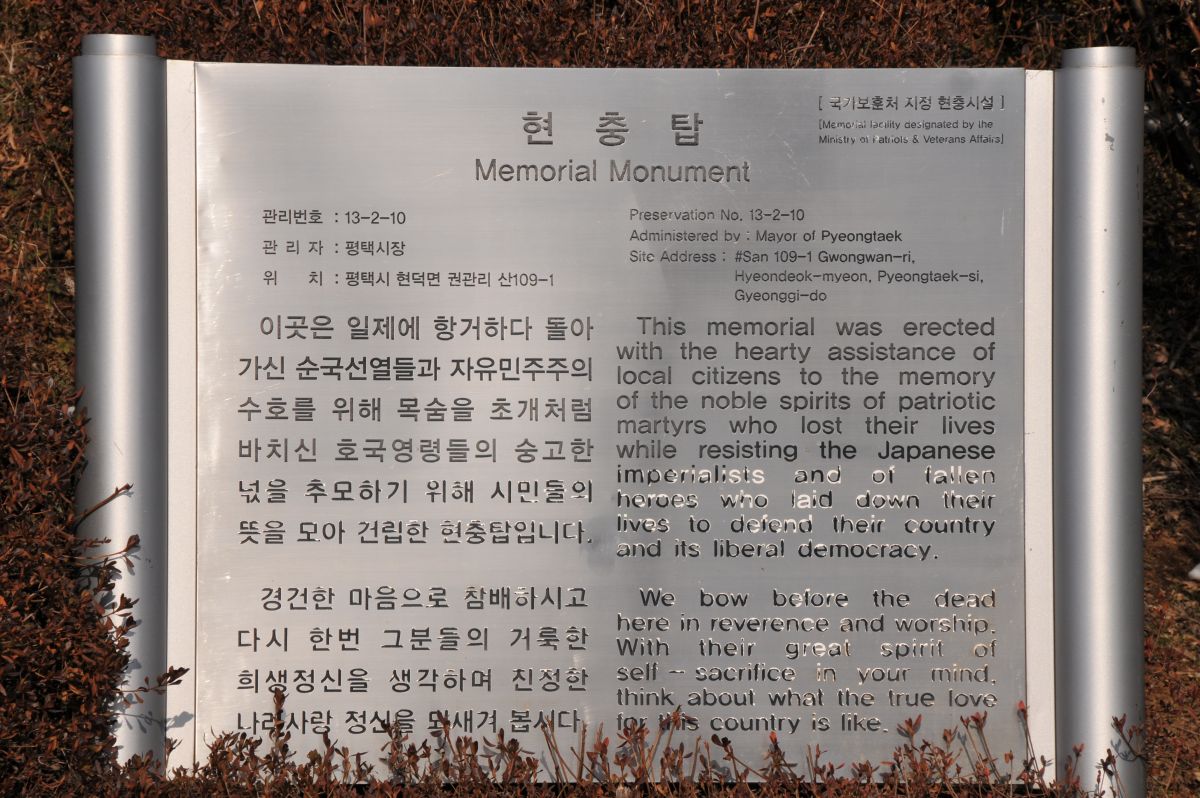 [ 국가보훈처 지정 현충시설 ]
[Memorial facility designated by the
Ministry of Patriots & Veterans Affairs]
현 충 탑
Memorial Monument
관리번호 : 13-2-10
관 리 자 : 평택시장
위 치 : 평택시 현덕면 권관리 산109-1
Preservation No. 13-2-10
Administered by : Mayor of Pyeongtaek
Site Address : #San 109-1 Gwongwan-ri,
Hyeondeok-myeon, Pyeongtaek-si,
Gyeonggi-do
이곳은 일제에 항거하다 돌아
가신 순국선열들과 자유민주주의
수호를 위해 목숨을 초개처럼
바치신 호국영령들의 숭고한
넋을 추모하기 위해 시민들의
뜻을 모아 건립한 현충탑입니다.
경건한 마음으로 참배하시고
다시 한번 그분들의 거룩한
희생정신을 생각하며 진정한
나라사랑 정신을 되새겨 봅시다.
This memorial was erected
with the hearty assistance of
local citizens to the memory
of the noble spirits of patriotic
martyrs who lost their lives
while resisting the Japanese
imperialists and of fallen
heroes who laid down their
lives to defend their country
and its liberal democracy.
We bow before the dead
here in reverence and worship.
With their great spirit of
self - sacrifice in your mind,
think about what the true love
for this country is like.